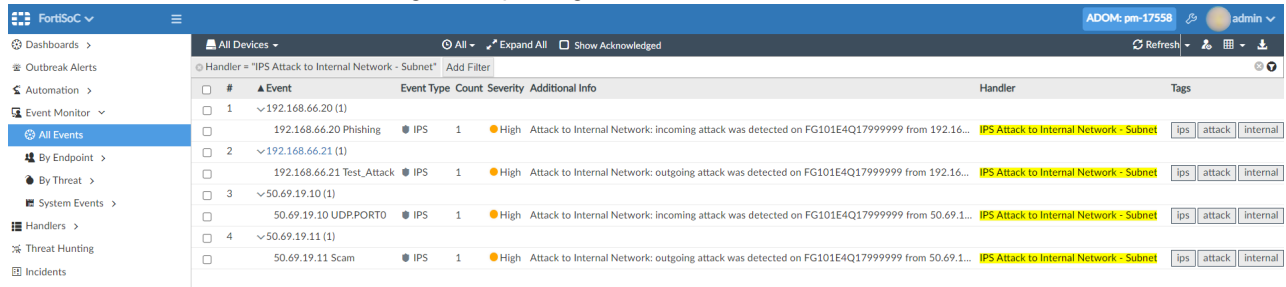 FortiSoC
ADOM: pm-17558
admin
Dashboards
Outbreak Alerts
Automation
Event Monitor
All Events
By Endpoint
By Threat
System Events
Handlers
Threat Hunting
Incidents
All Devices
All
Expand All
Show Acknowledged
Refresh
Handler = "IPS Attack to Internal Network - Subnet" Add Filter
# Event Event Type Count Severity Additional Info Handler Tags
1 192.168.66.20 (1)
192.168.66.20 Phishing IPS 1 High Attack to Internal Network: incoming attack was detected on FG101E4Q17999999 from 192.16... IPS Attack to Internal Network - Subnet ips attack internal
2 192.168.66.21 (1)
192.168.66.21 Test_Attack IPS 1 High Attack to Internal Network: outgoing attack was detected on FG101E4Q17999999 from 192.16... IPS Attack to Internal Network - Subnet ips attack internal
3 50.69.19.10 (1)
50.69.19.10 UDP.PORT0 IPS 1 High Attack to Internal Network: incoming attack was detected on FG101E4Q17999999 from 50.69.1... IPS Attack to Internal Network - Subnet ips attack internal
4 50.69.19.11 (1)
50.69.19.11 Scam IPS 1 High Attack to Internal Network: outgoing attack was detected on FG101E4Q17999999 from 50.69.1... IPS Attack to Internal Network - Subnet ips attack internal